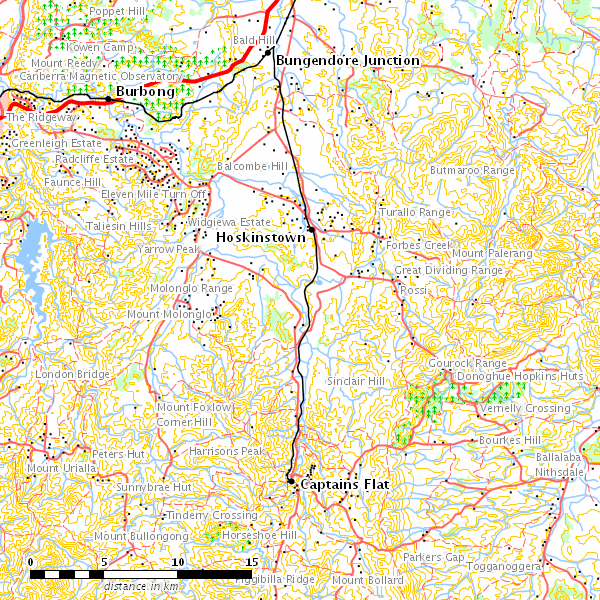 Poppet Hill
Bald Hill
Kowen Camp
Bungendore Junction
Mount Reedy
Canberra Magnetic Observatory
Burbong
The Ridgeway
Greenleigh Estate
Radcliffe Estate
Balcombe Hill
Butmaroo Range
Faunce Hill
Eleven Mile Turn Off
Turallo Range
Taliesin Hills
Widgiewa Estate
Hoskinstown
Forbes Creek
Yarrow Peak
Mount Palerang
Great Dividing Range
Molonglo Range
Rossi
Mount Molonglo
Gourock Range
London Bridge
Sinclair Hill
Donoghue Hopkins Huts
Mount Foxlow
Vernelly Crossing
Corner Hill
Bourkes Hill
Harrisons Peak
Peters Hut
Ballalaba
Mount Urialla
Nithsdale
Sunnybrae Hut
Captains Flat
Tinderry Crossing
Mount Bullongong
Horseshoe Hill
Parkers Gap
Togganoggera
Piggibilla Ridge
Mount Bollard
0 5 10 15
distance in km